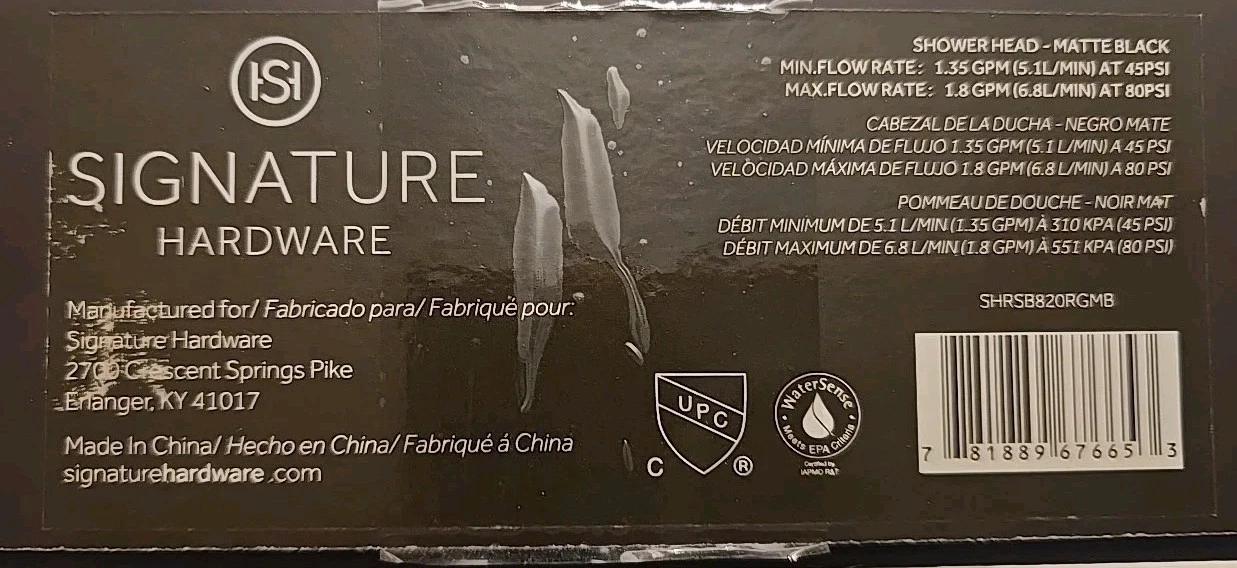 SH
SIGNATURE
HARDWARE
Manufactured for/ Fabricado para/ Fabriqué pour:
Signature Hardware
2700 Crescent Springs Pike
Erlanger, KY 41017
Made In China/ Hecho en China/ Fabriqué á China
signaturehardware.com
SHOWER HEAD - MATTE BLACK
MIN.FLOW RATE: 1.35 GPM (5.1L/MIN) AT 45PSI
MAX.FLOW RATE: 1.8 GPM (6.8L/MIN) AT 80PSI
CABEZAL DE LA DUCHA - NEGRO MATE
VELOCIDAD MÍNIMA DE FLUJO 1.35 GPM (5.1 L/MIN) A 45 PSI
VELOCIDAD MÁXIMA DE FLUJO 1.8 GPM (6.8 L/MIN) A 80 PSI
POMMEAU DE DOUCHE - NOIR MAT
DÉBIT MINIMUM DE 5.1 L/MIN (1.35 GPM) À 310 KPA (45 PSI)
DÉBIT MAXIMUM DE 6.8 L/MIN (1.8 GPM) À 551 KPA (80 PSI)
SHRSB820RGMB
UPC
C ®
WaterSense
Meets EPA Criteria
Certified by
IAPMO R&T
7 81889 67665 3